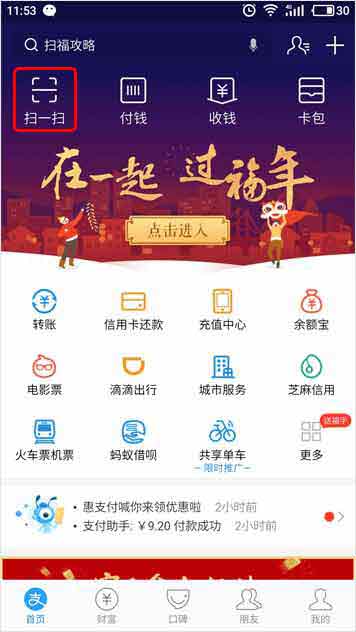 11:53
4G
30
扫福攻略
扫一扫
付钱
收钱
卡包
在一起 过福年
点击进入
转账
信用卡还款
充值中心
余额宝
电影票
滴滴出行
城市服务
芝麻信用
送福字
火车票机票
蚂蚁借呗
共享单车
更多
限时推广
惠支付喊你来领优惠啦 2小时前
支付助手: ¥9.20 付款成功 2小时前
首页
财富
口碑
朋友
我的